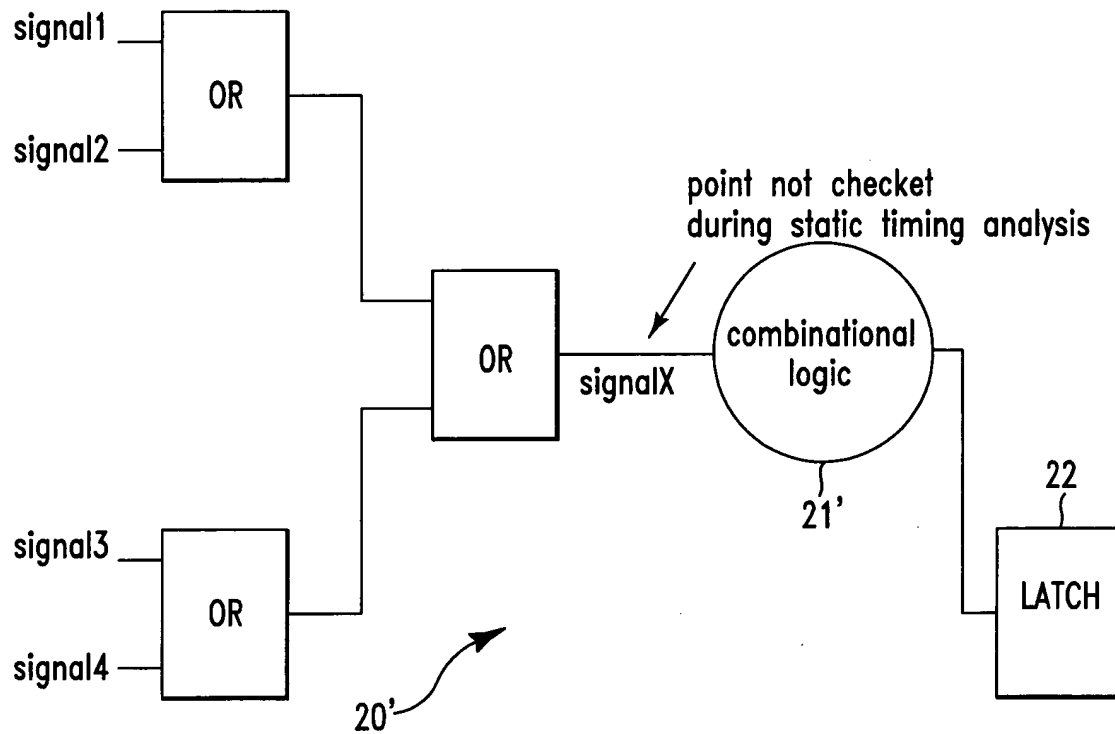 signal1
OR
signal2
point not checket
during static timing analysis
OR
signalX
combinational
logic
21'
22
LATCH
signal3
OR
signal4
20'